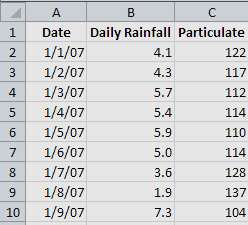 A B C
1 Date Daily Rainfall Particulate
2 1/1/07 4.1 122
3 1/2/07 4.3 117
4 1/3/07 5.7 112
5 1/4/07 5.4 114
6 1/5/07 5.9 110
7 1/6/07 5.0 114
8 1/7/07 3.6 128
9 1/8/07 1.9 137
10 1/9/07 7.3 104